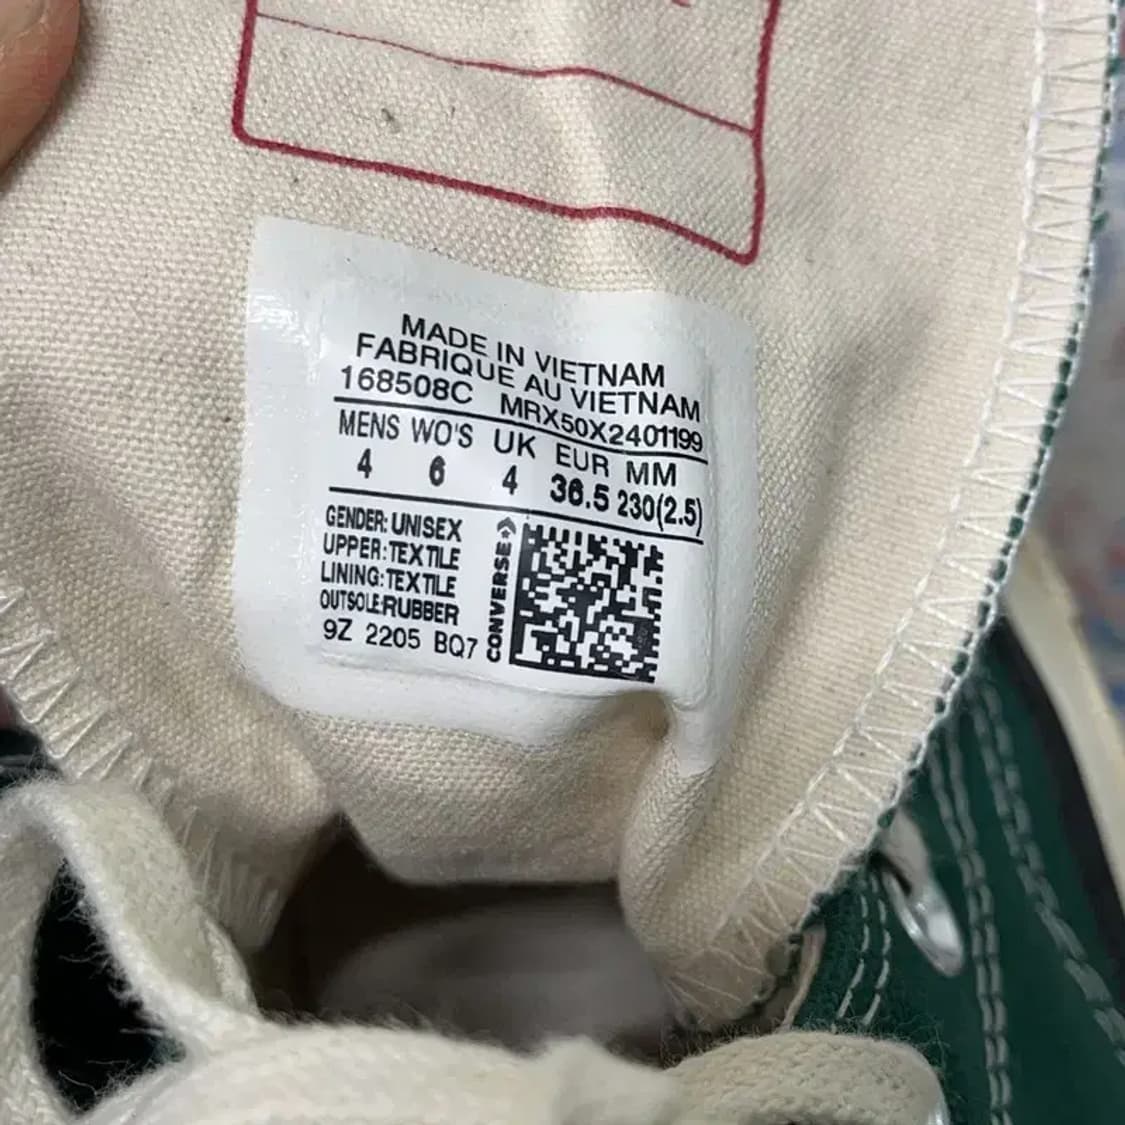 MADE IN VIETNAM
FABRIQUE AU VIETNAM
168508C MRX50X2401199
MENS WO'S UK EUR MM
4 6 4 36.5 230(2.5)
GENDER: UNISEX
UPPER:TEXTILE
LINING:TEXTILE
OUTSOLE:RUBBER
9Z 2205 BQ7
CONVERSE